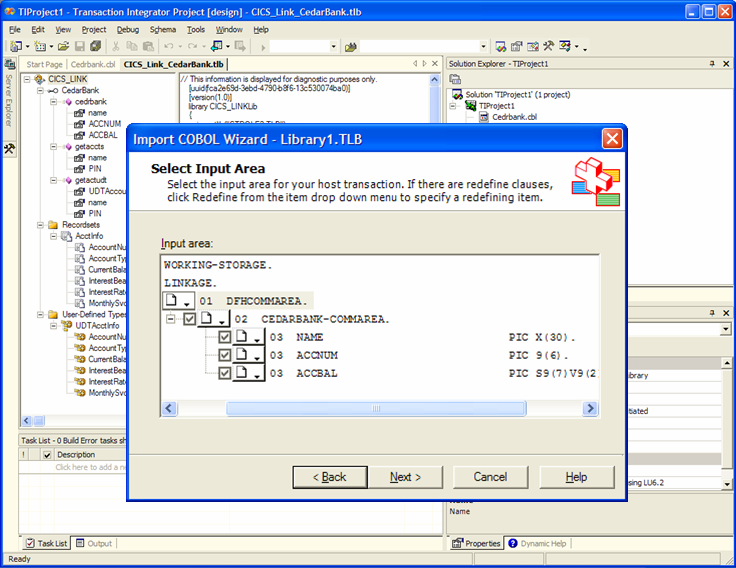 TIProject1 - Transaction Integrator Project [design] - CICS_Link_CedarBank.tlb
File Edit View Project Debug Schema Tools Window Help
Start Page Cedrbank.cbl CICS_Link_CedarBank.tlb
Server Explorer
CICS_LINK
CedarBank
cedrbank
name
ACCNUM
ACCBAL
getaccts
name
PIN
getactudt
UDTAccou
name
PIN
Recordsets
AcctInfo
AccountNu
AccountTy
CurrentBala
InterestBea
InterestRat
MonthlySvc
User-Defined Types
UDTAcctInfo
AccountNu
AccountTy
CurrentBal
InterestBea
InterestRat
MonthlySvc
// This information is displayed for diagnostic purposes only.
[uuid(fca2e69d-3ebd-4790-b8f6-13c530074ba0)]
[version(1.0)]
library CICS_LINKLib
{
Solution Explorer - TIProject1
Solution 'TIProject1' (1 project)
TIProject1
Cedrbank.cbl
Import COBOL Wizard - Library1.TLB
Select Input Area
Select the input area for your host transaction. If there are redefine clauses,
click Redefine from the item drop down menu to specify a redefining item.
Input area:
WORKING-STORAGE.
LINKAGE.
01 DFHCOMMAREA.
02 CEDARBANK-COMMAREA.
03 NAME PIC X(30).
03 ACCNUM PIC 9(6).
03 ACCBAL PIC S9(7)V9(2
< Back Next > Cancel Help
ibrary
tiated
sing LU6.2
Name
Task List - 0 Build Error tasks sh
! Description
Click here to add a n
Task List Output
Properties Dynamic Help
Ready